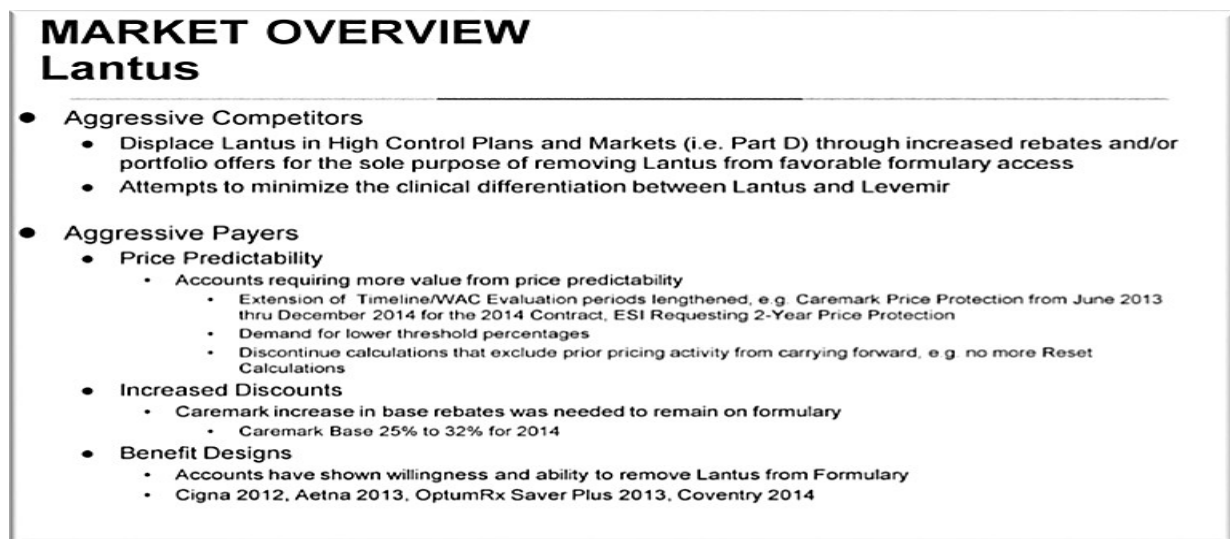 MARKET OVERVIEW
Lantus
● Aggressive Competitors
● Displace Lantus in High Control Plans and Markets (i.e. Part D) through increased rebates and/or
portfolio offers for the sole purpose of removing Lantus from favorable formulary access
● Attempts to minimize the clinical differentiation between Lantus and Levemir
● Aggressive Payers
● Price Predictability
• Accounts requiring more value from price predictability
• Extension of Timeline/WAC Evaluation periods lengthened, e.g. Caremark Price Protection from June 2013
thru December 2014 for the 2014 Contract, ESI Requesting 2-Year Price Protection
• Demand for lower threshold percentages
• Discontinue calculations that exclude prior pricing activity from carrying forward, e.g. no more Reset
Calculations
● Increased Discounts
• Caremark increase in base rebates was needed to remain on formulary
• Caremark Base 25% to 32% for 2014
● Benefit Designs
• Accounts have shown willingness and ability to remove Lantus from Formulary
• Cigna 2012, Aetna 2013, OptumRx Saver Plus 2013, Coventry 2014